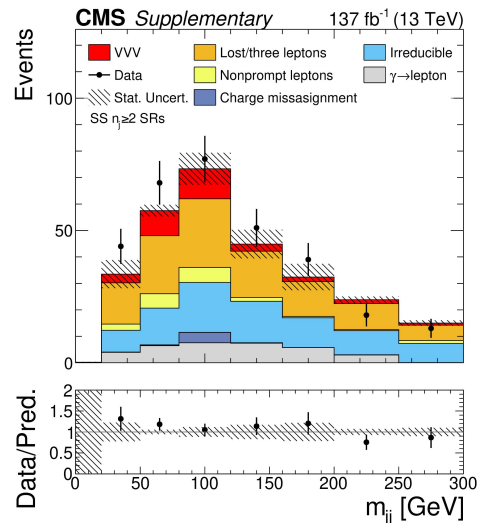 CMS Supplementary 137 fb⁻¹ (13 TeV)
Events
VVV Lost/three leptons Irreducible
Data Nonprompt leptons γ→lepton
Stat. Uncert. Charge missasignment
SS nⱼ≥2 SRs
100
50
0
Data/Pred.
2
1.5
1
0.5
0
0 50 100 150 200 250 300
m_jj [GeV]